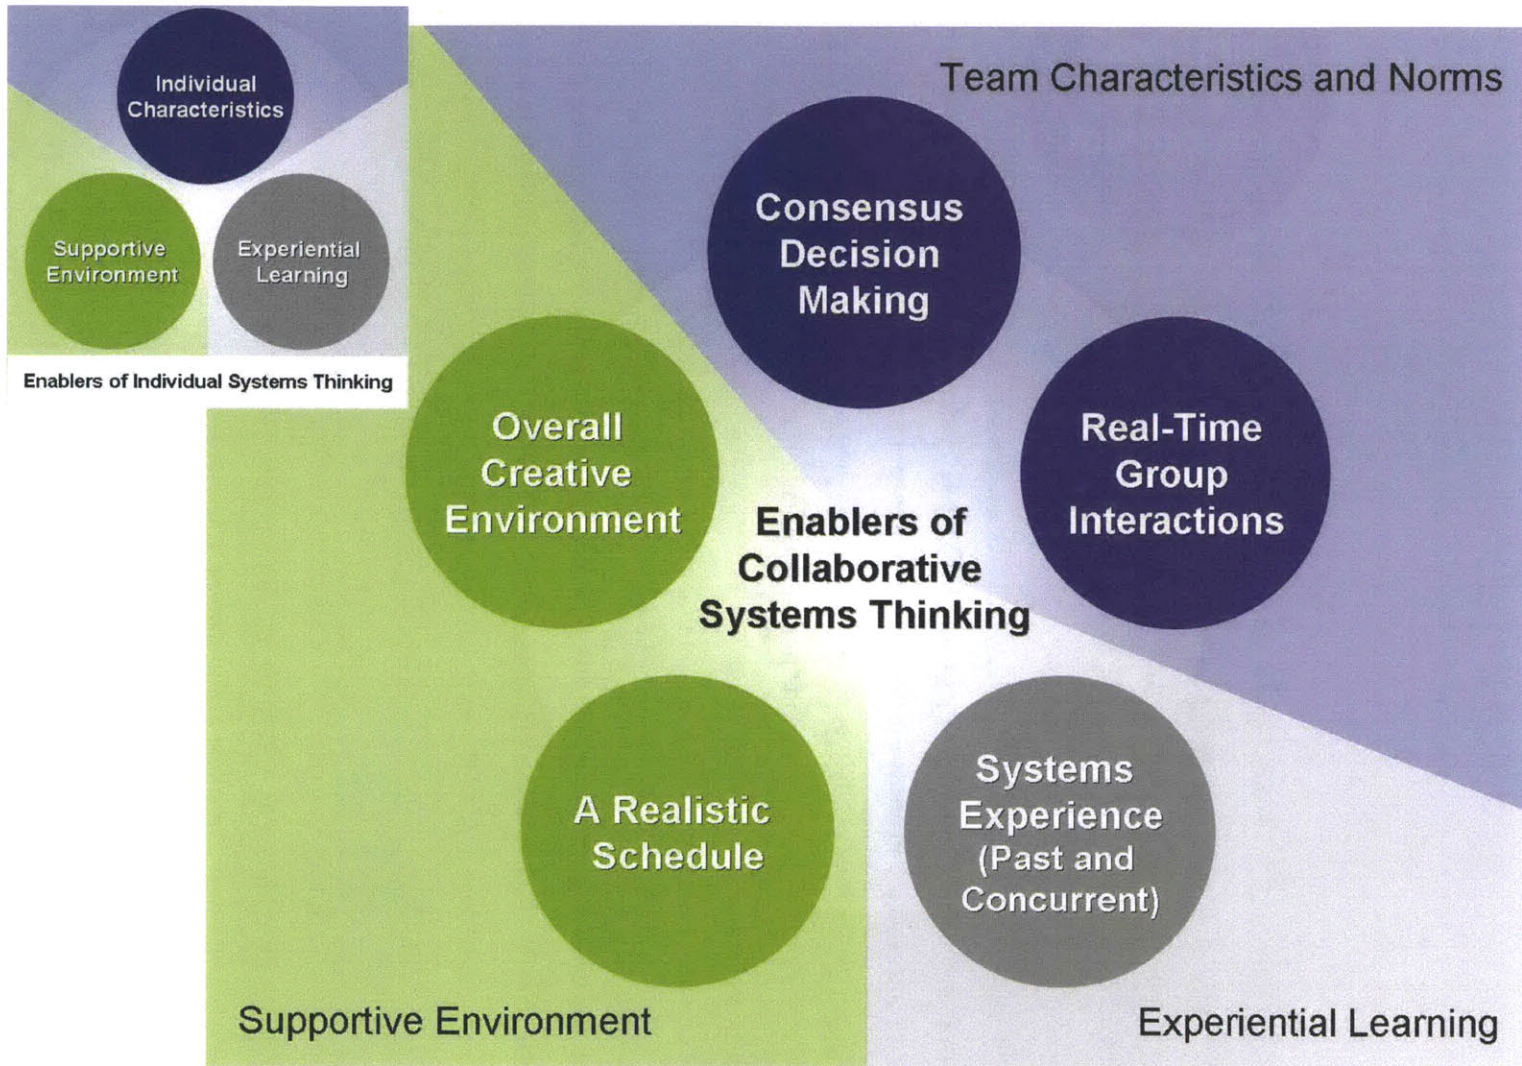 Individual
Characteristics
Supportive
Environment
Experiential
Learning
Enablers of Individual Systems Thinking
Team Characteristics and Norms
Consensus
Decision
Making
Overall
Creative
Environment
Real-Time
Group
Interactions
Enablers of
Collaborative
Systems Thinking
A Realistic
Schedule
Systems
Experience
(Past and
Concurrent)
Supportive Environment
Experiential Learning